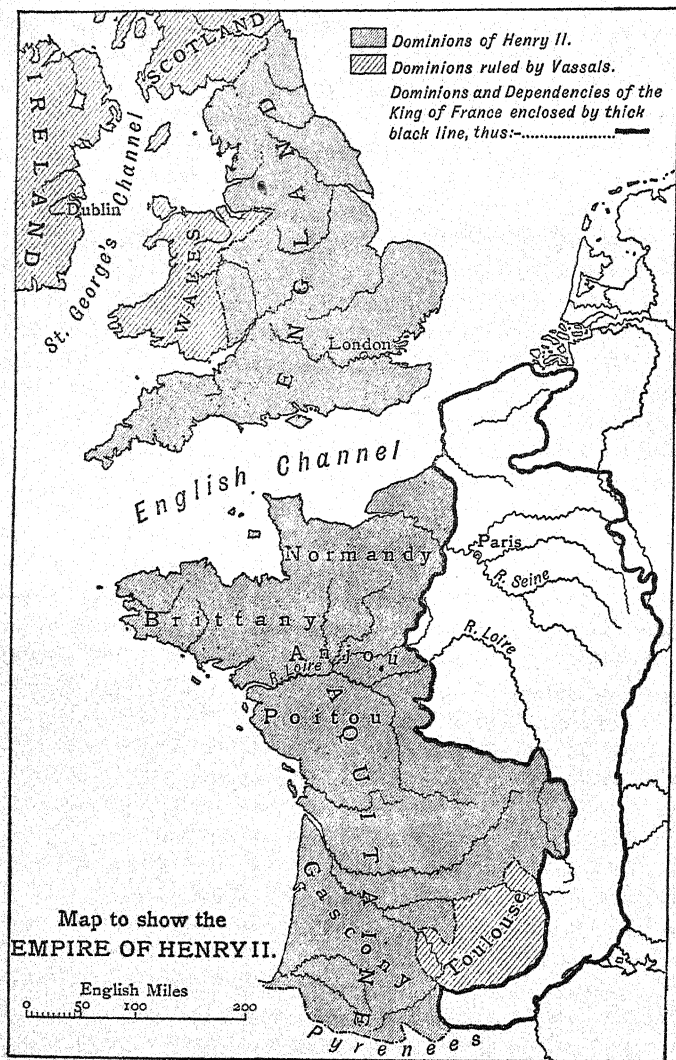 Dominions of Henry II.
Dominions ruled by Vassals.
Dominions and Dependencies of the
King of France enclosed by thick
black line, thus:-
SCOTLAND
IRELAND
Dublin
St. George's Channel
ENGLAND
WALES
London
English Channel
Normandy
Paris
R. Seine
Brittany
R. Loire
Anjou
R. Loire
Poitou
AQUITAINE
Gascony
Toulouse
Pyrenees
Map to show the
EMPIRE OF HENRY II.
English Miles
0 50 100 200